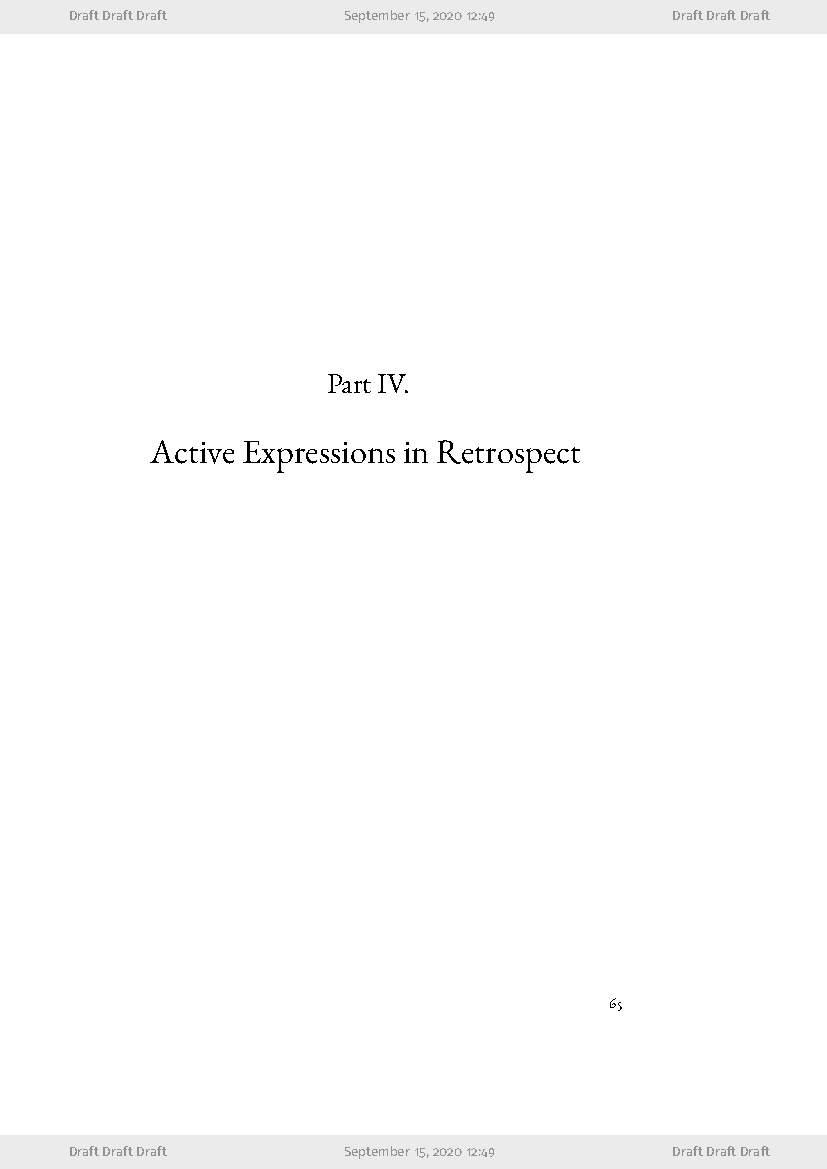 Draft Draft Draft September 15, 2020 12:49 Draft Draft Draft
Part IV.
Active Expressions in Retrospect
65
Draft Draft Draft September 15, 2020 12:49 Draft Draft Draft